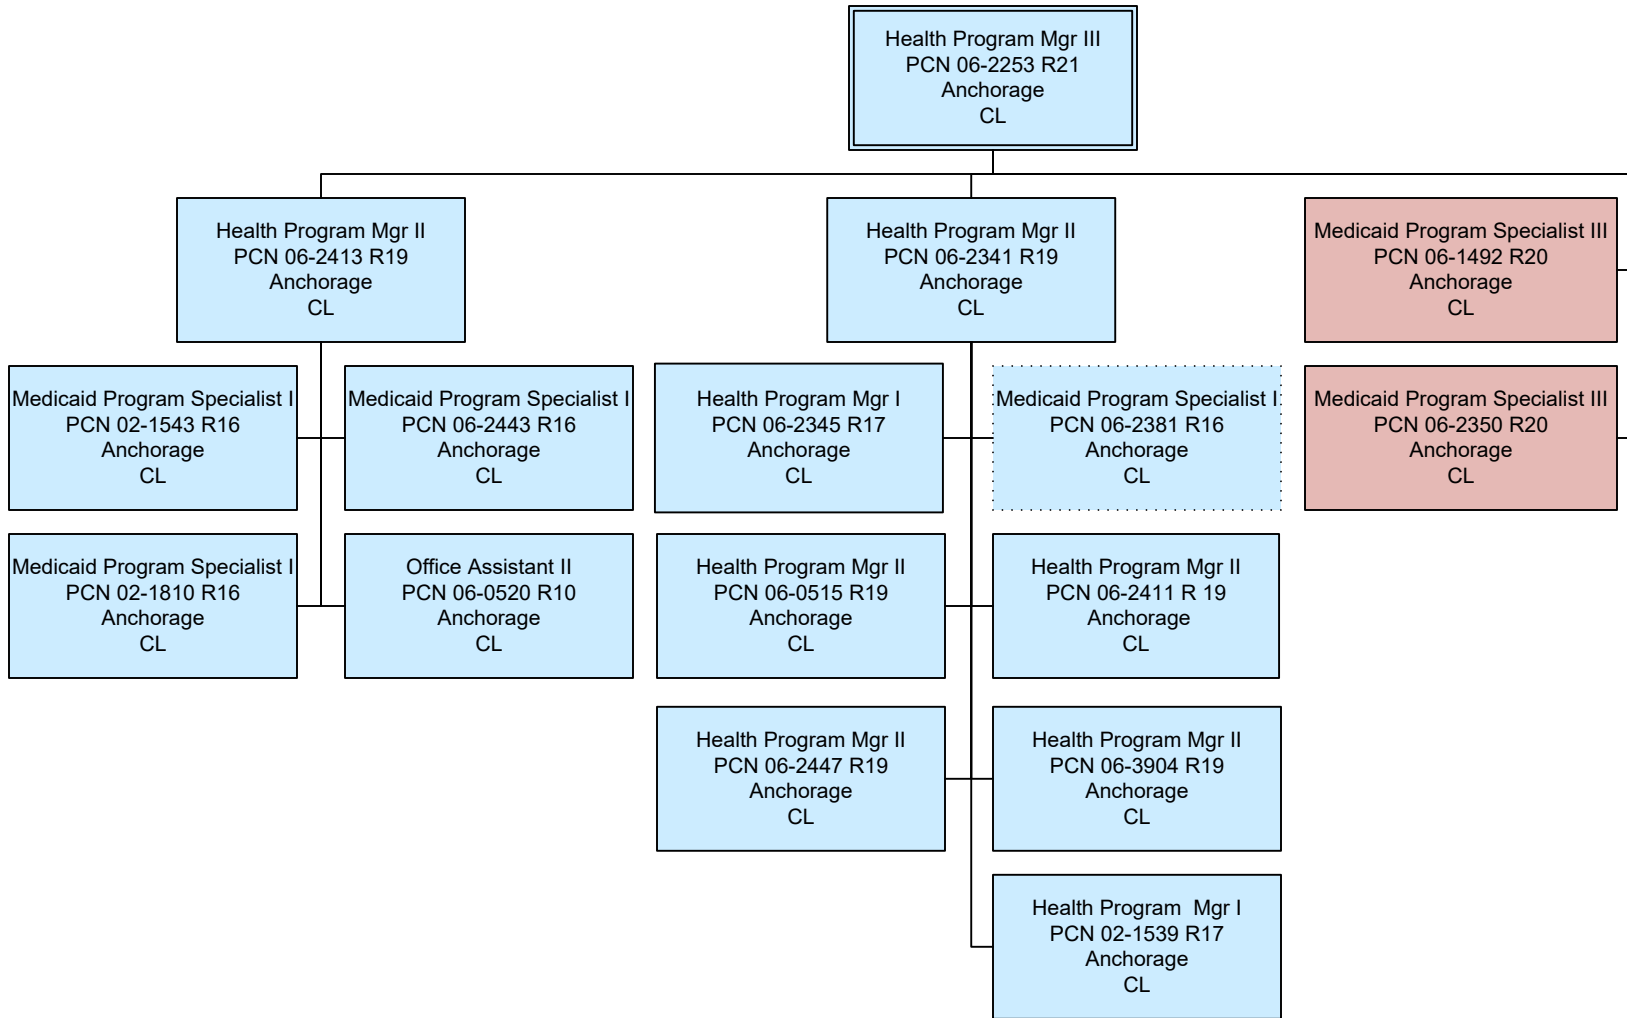 Health Program Mgr III
PCN 06-2253 R21
Anchorage
CL
Health Program Mgr II
PCN 06-2413 R19
Anchorage
CL
Health Program Mgr II
PCN 06-2341 R19
Anchorage
CL
Medicaid Program Specialist III
PCN 06-1492 R20
Anchorage
CL
Medicaid Program Specialist I
PCN 02-1543 R16
Anchorage
CL
Medicaid Program Specialist I
PCN 06-2443 R16
Anchorage
CL
Health Program Mgr I
PCN 06-2345 R17
Anchorage
CL
Medicaid Program Specialist I
PCN 06-2381 R16
Anchorage
CL
Medicaid Program Specialist III
PCN 06-2350 R20
Anchorage
CL
Medicaid Program Specialist I
PCN 02-1810 R16
Anchorage
CL
Office Assistant II
PCN 06-0520 R10
Anchorage
CL
Health Program Mgr II
PCN 06-0515 R19
Anchorage
CL
Health Program Mgr II
PCN 06-2411 R 19
Anchorage
CL
Health Program Mgr II
PCN 06-2447 R19
Anchorage
CL
Health Program Mgr II
PCN 06-3904 R19
Anchorage
CL
Health Program  Mgr I
PCN 02-1539 R17
Anchorage
CL